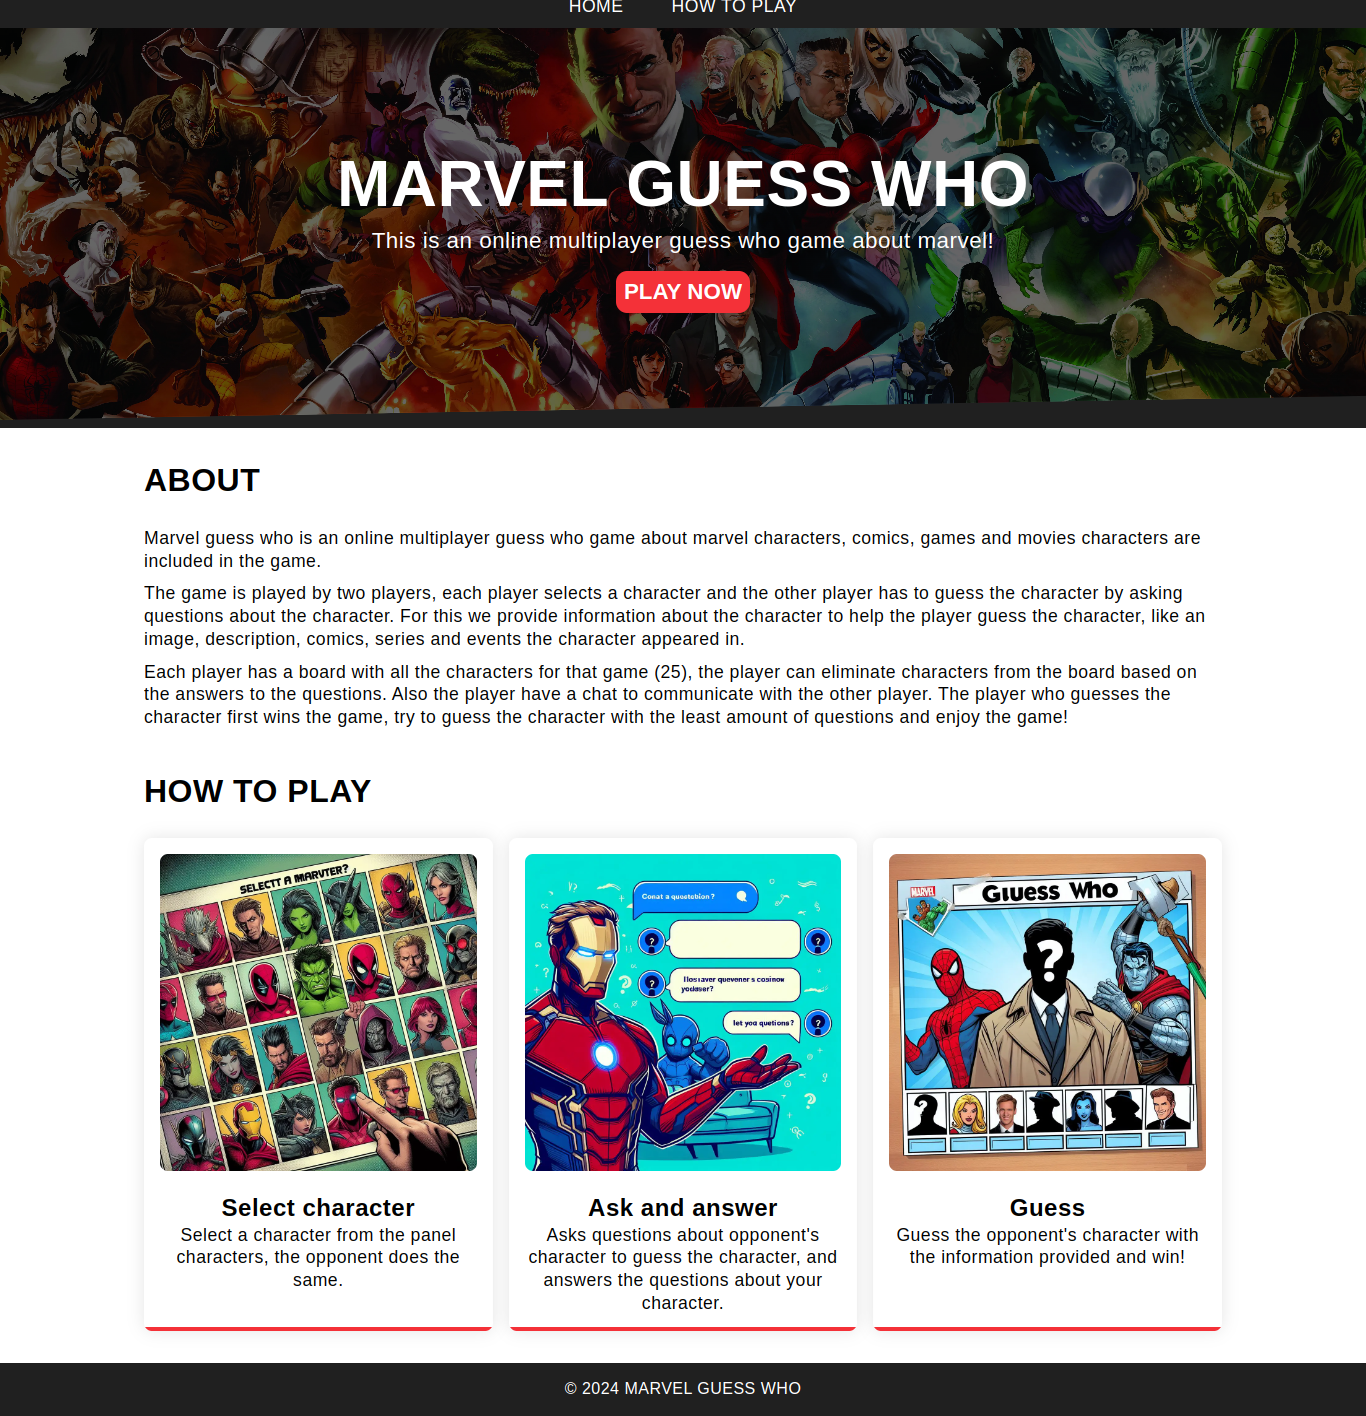 HOME HOW TO PLAY
MARVEL GUESS WHO
This is an online multiplayer guess who game about marvel!
PLAY NOW
ABOUT
Marvel guess who is an online multiplayer guess who game about marvel characters, comics, games and movies characters are
included in the game.
The game is played by two players, each player selects a character and the other player has to guess the character by asking
questions about the character. For this we provide information about the character to help the player guess the character, like an
image, description, comics, series and events the character appeared in.
Each player has a board with all the characters for that game (25), the player can eliminate characters from the board based on
the answers to the questions. Also the player have a chat to communicate with the other player. The player who guesses the
character first wins the game, try to guess the character with the least amount of questions and enjoy the game!
HOW TO PLAY
SELECTT A MARVTER?
Select character
Select a character from the panel
characters, the opponent does the
same.
Conat a quectebion ?
let you quetions?
Ask and answer
Asks questions about opponent's
character to guess the character, and
answers the questions about your
character.
MARVEL
Giuess Who
?
Guess
Guess the opponent's character with
the information provided and win!
© 2024 MARVEL GUESS WHO